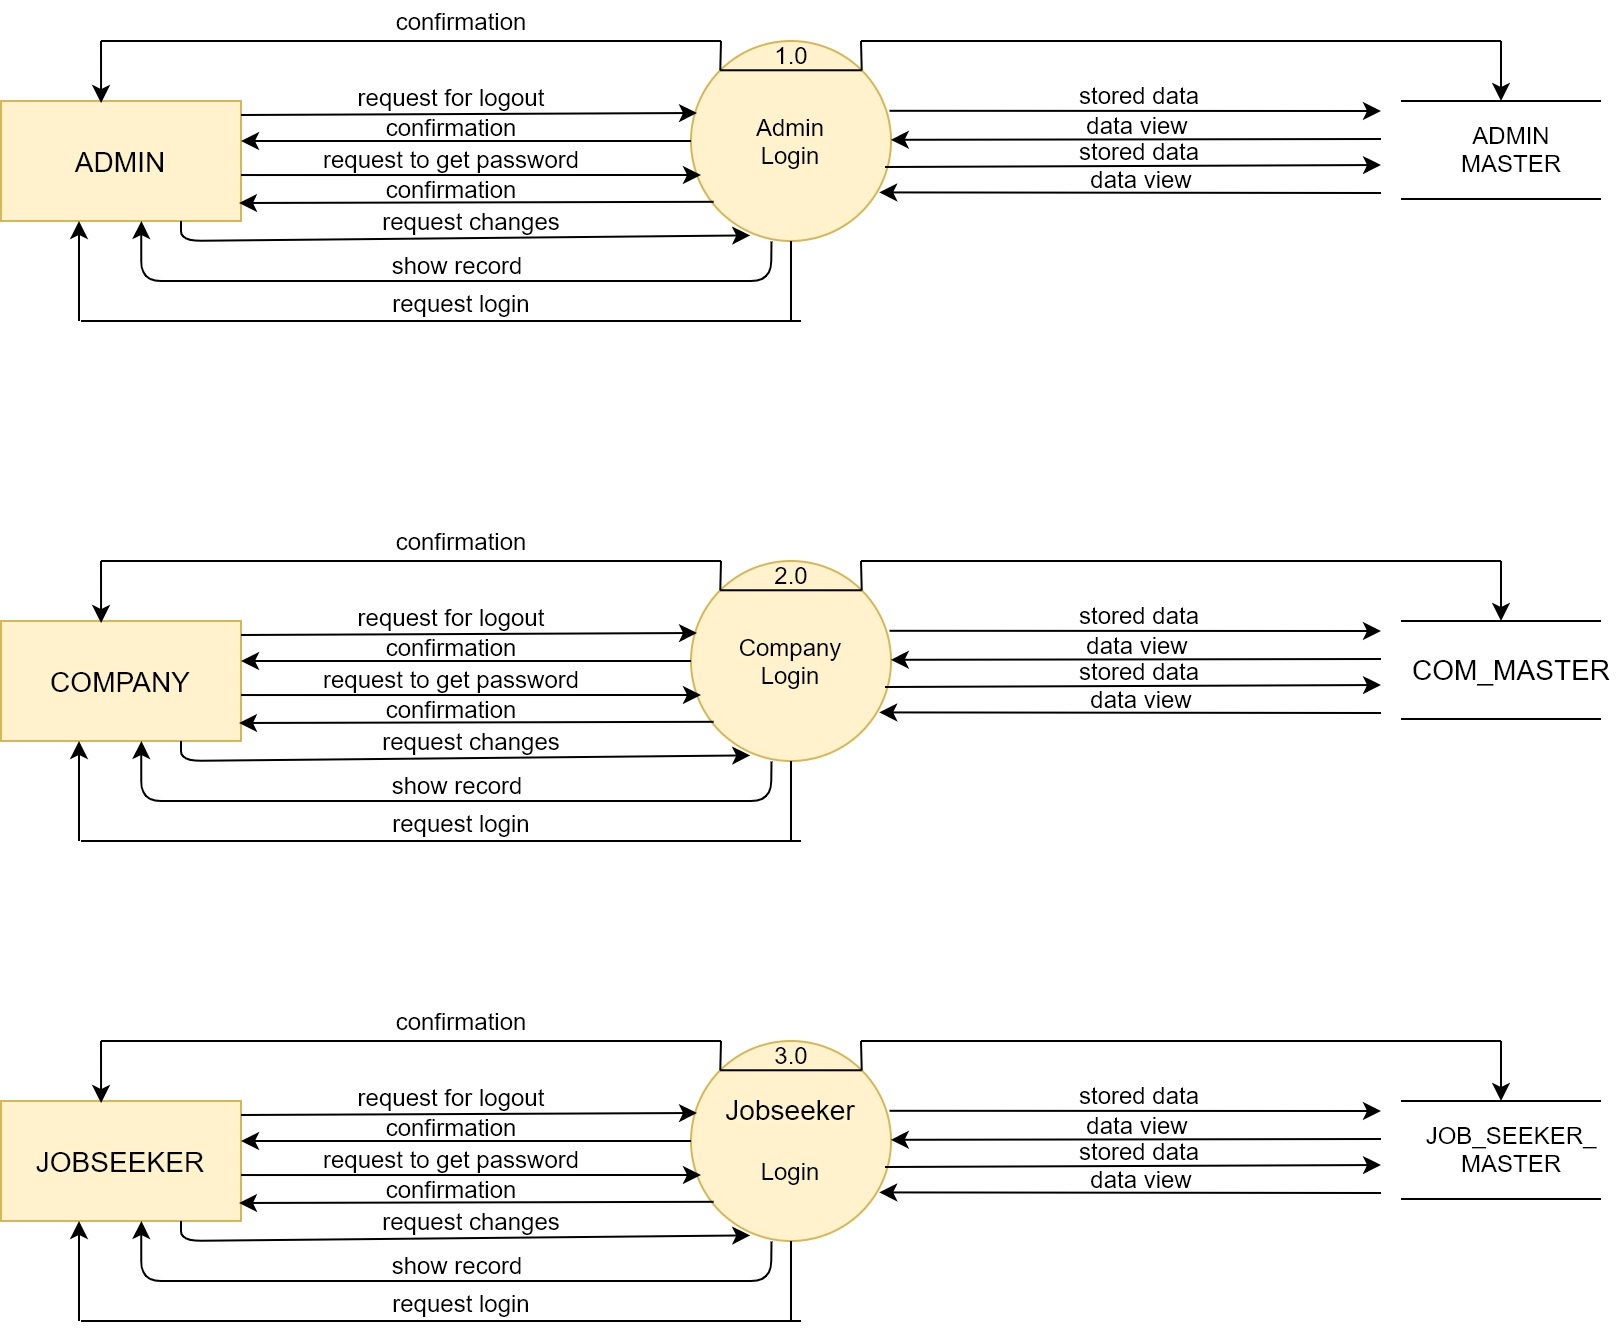 confirmation
1.0
request for logout
confirmation
request to get password
confirmation
request changes
show record
request login
ADMIN
Admin
Login
stored data
data view
stored data
data view
ADMIN
MASTER
confirmation
2.0
request for logout
confirmation
request to get password
confirmation
request changes
show record
request login
COMPANY
Company
Login
stored data
data view
stored data
data view
COM_MASTER
confirmation
3.0
request for logout
confirmation
request to get password
confirmation
request changes
show record
request login
JOBSEEKER
Jobseeker
Login
stored data
data view
stored data
data view
JOB_SEEKER_
MASTER